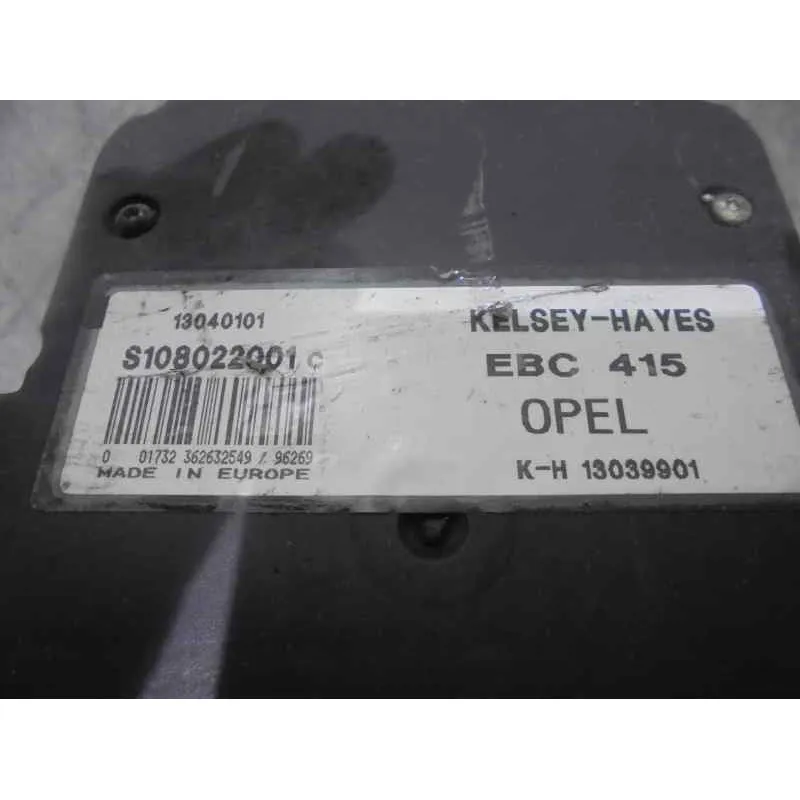 13040101
S108022001 C
0 01732 362632549 / 96269
MADE IN EUROPE
KELSEY-HAYES
EBC 415
OPEL
K-H 13039901